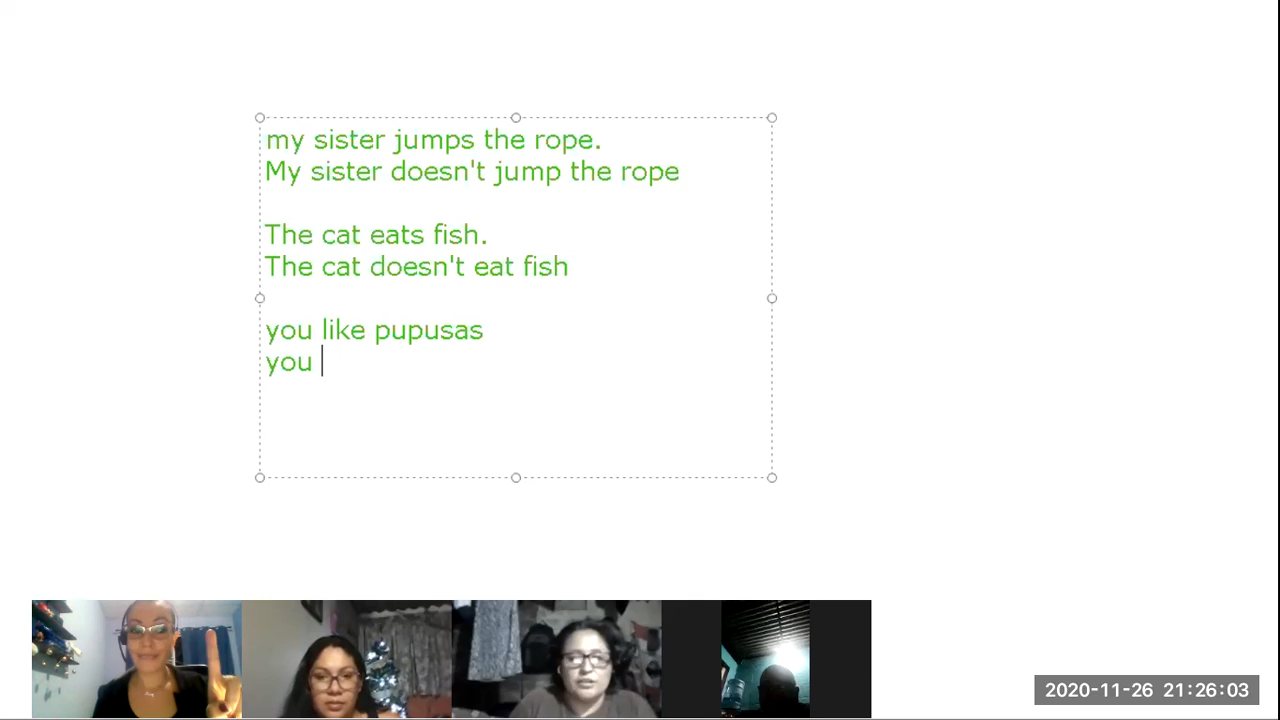 my sister jumps the rope.
My sister doesn't jump the rope
The cat eats fish.
The cat doesn't eat fish
you like pupusas
you
2020-11-26 21:26:03